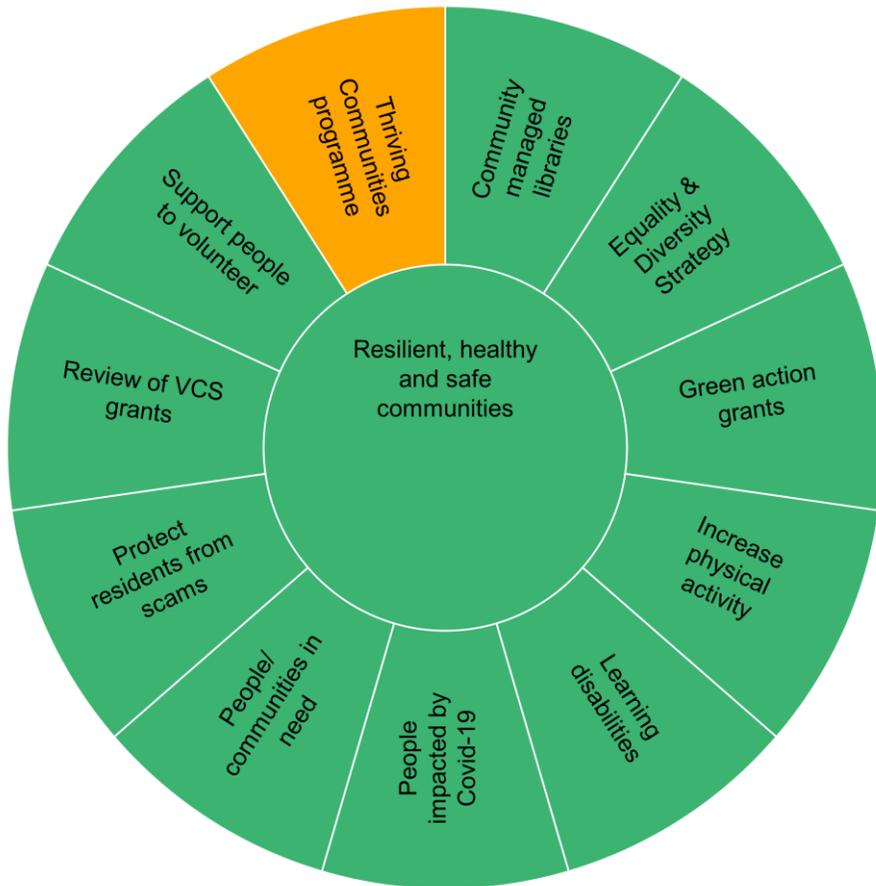 Resilient, healthy
and safe
communities
Community
managed
libraries
Equality &
Diversity
Strategy
Green action
grants
Increase
physical
activity
Learning
disabilities
People
impacted by
Covid-19
People/
communities in
need
Protect
residents from
scams
Review of VCS
grants
Support people
to volunteer
Thriving
Communities
programme